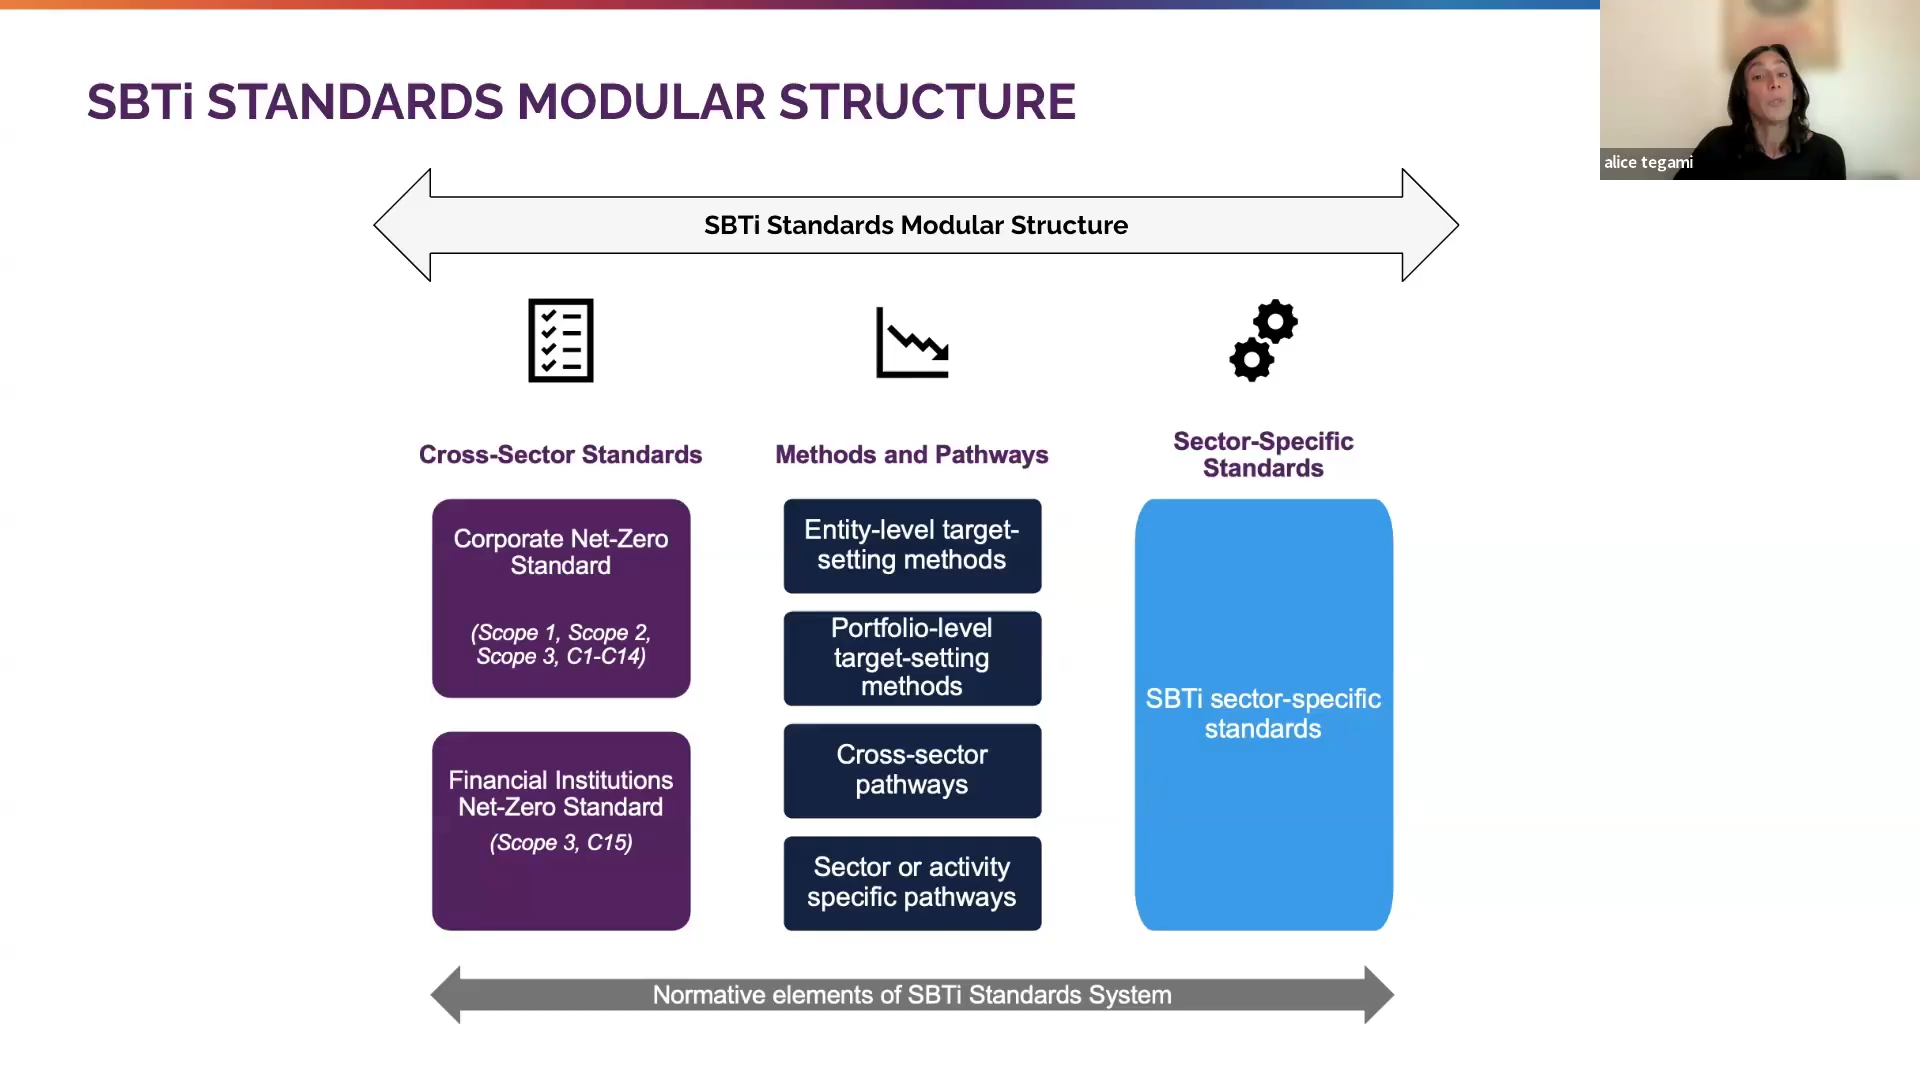 SBTi STANDARDS MODULAR STRUCTURE
alice tegami
SBTi Standards Modular Structure
Cross-Sector Standards
Corporate Net-Zero
Standard
(Scope 1, Scope 2,
Scope 3, C1-C14)
Financial Institutions
Net-Zero Standard
(Scope 3, C15)
Methods and Pathways
Entity-level target-
setting methods
Portfolio-level
target-setting
methods
Cross-sector
pathways
Sector or activity
specific pathways
Sector-Specific
Standards
SBTi sector-specific
standards
Normative elements of SBTi Standards System